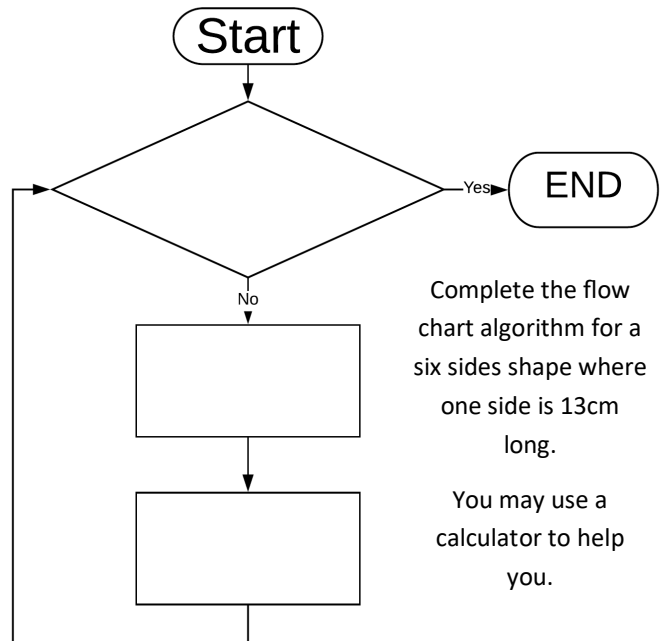 Start
Yes
END
No
Complete the flow
chart algorithm for a
six sides shape where
one side is 13cm
long.
You may use a
calculator to help
you.